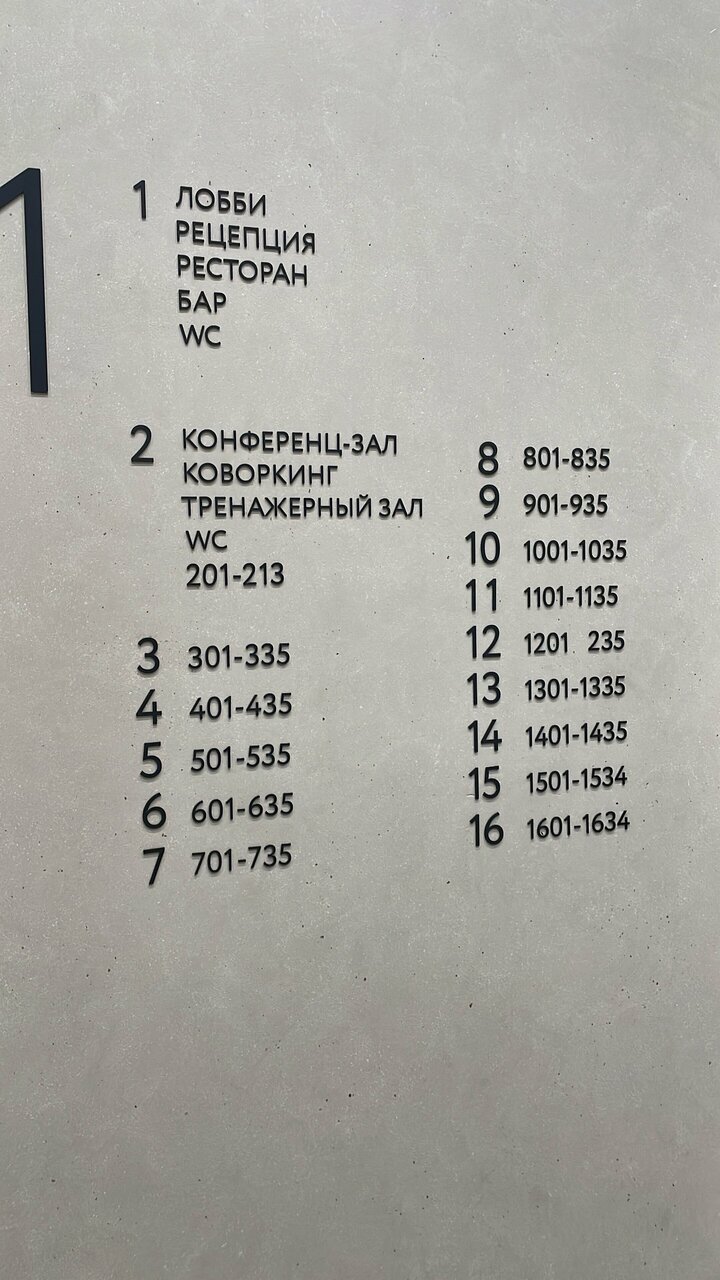 1
1 ЛОББИ
РЕЦЕПЦИЯ
РЕСТОРАН
БАР
WC
2 КОНФЕРЕНЦ-ЗАЛ
КОВОРКИНГ
ТРЕНАЖЕРНЫЙ ЗАЛ
WC
201-213
3 301-335
4 401-435
5 501-535
6 601-635
7 701-735
8 801-835
9 901-935
10 1001-1035
11 1101-1135
12 1201 235
13 1301-1335
14 1401-1435
15 1501-1534
16 1601-1634